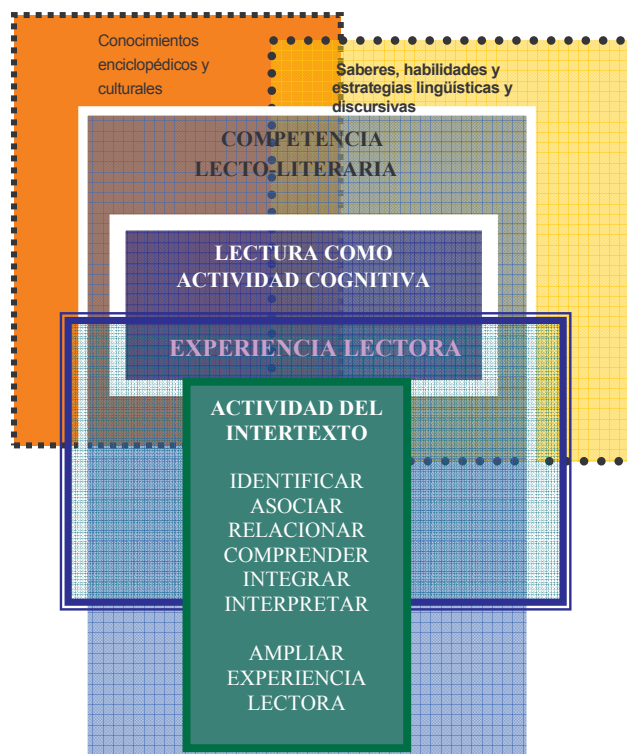 Conocimientos
enciclopédicos y
culturales
Saberes, habilidades y
estrategias lingüísticas y
discursivas
COMPETENCIA
LECTO-LITERARIA
LECTURA COMO
ACTIVIDAD COGNITIVA
EXPERIENCIA LECTORA
ACTIVIDAD DEL
INTERTEXTO
IDENTIFICAR
ASOCIAR
RELACIONAR
COMPRENDER
INTEGRAR
INTERPRETAR
AMPLIAR
EXPERIENCIA
LECTORA